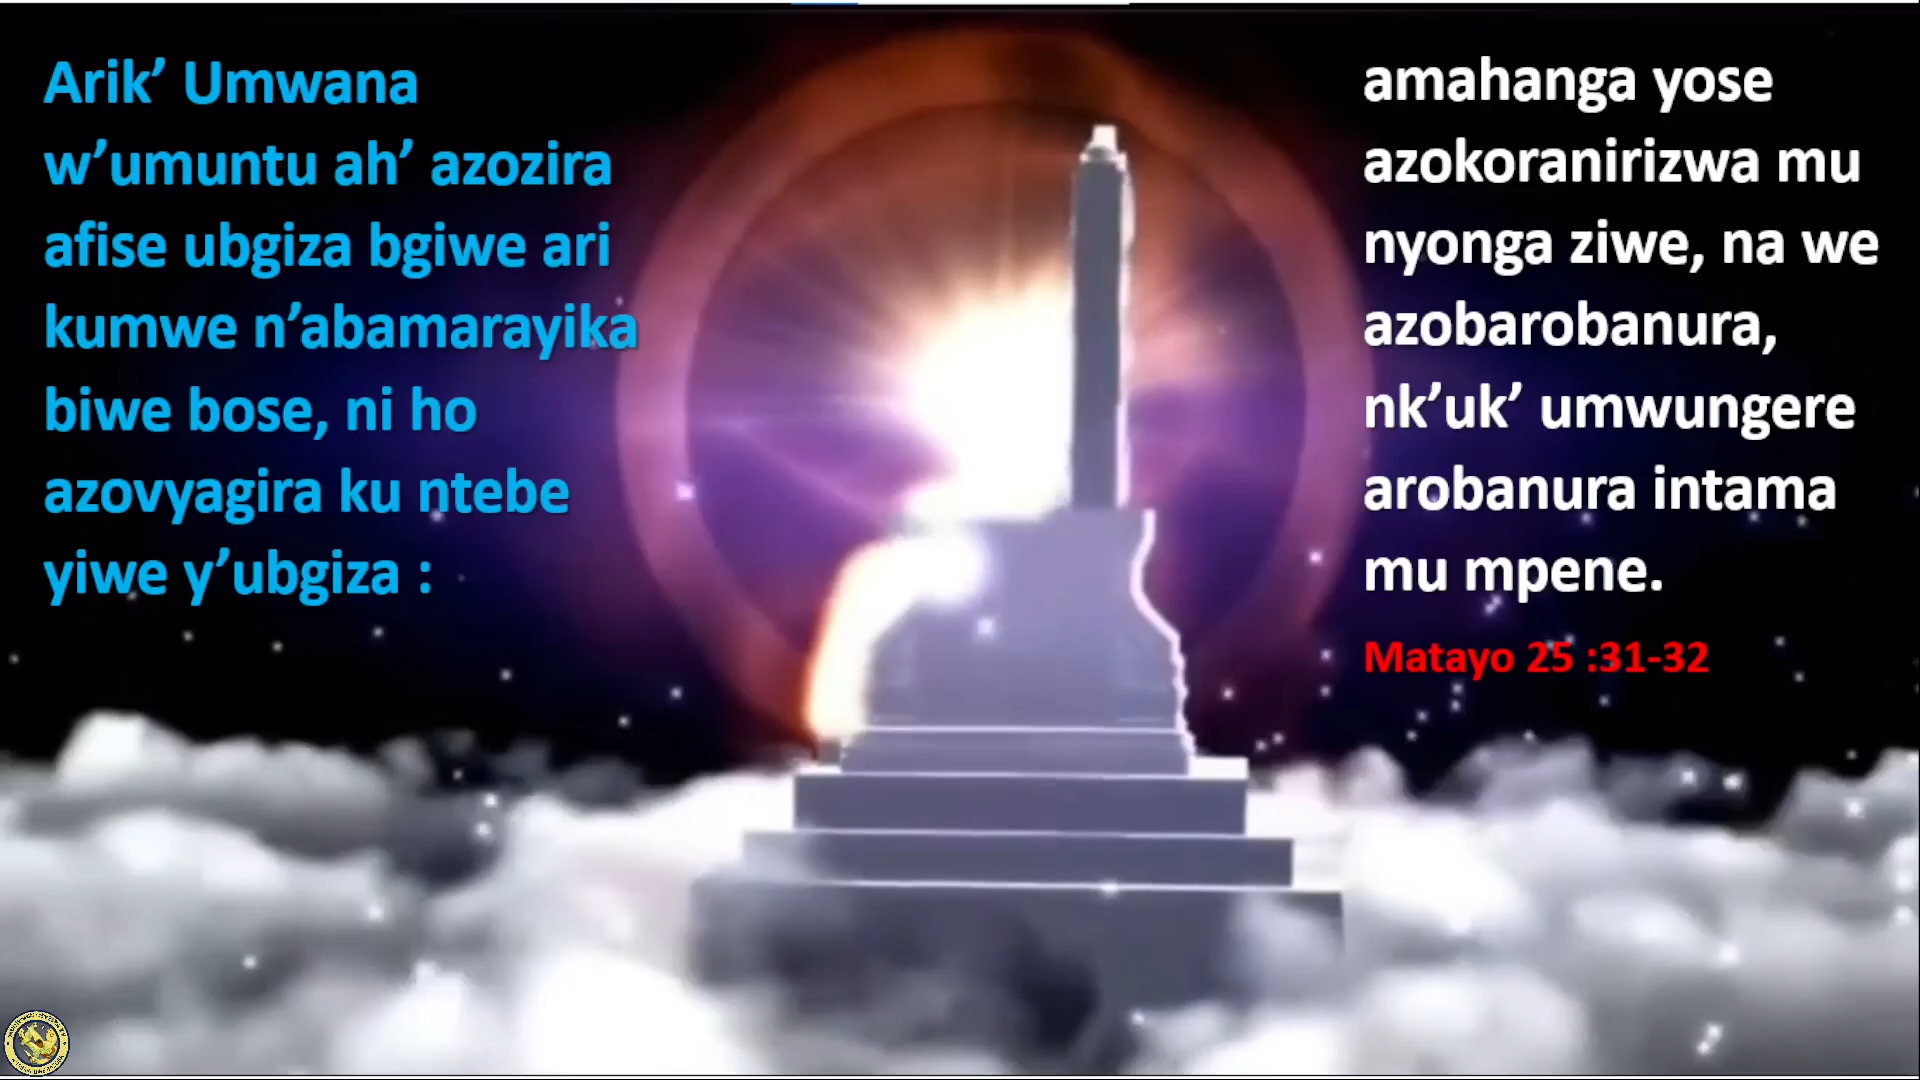 Arik’ Umwana
w’umuntu ah’ azozira
afise ubgiza bgiwe ari
kumwe n’abamarayika
biwe bose, ni ho
azovyagira ku ntebe
yiwe y’ubgiza :
amahanga yose
azokoranirizwa mu
nyonga ziwe, na we
azobarobanura,
nk’uk’ umwungere
arobanura intama
mu mpene.
Matayo 25 :31-32